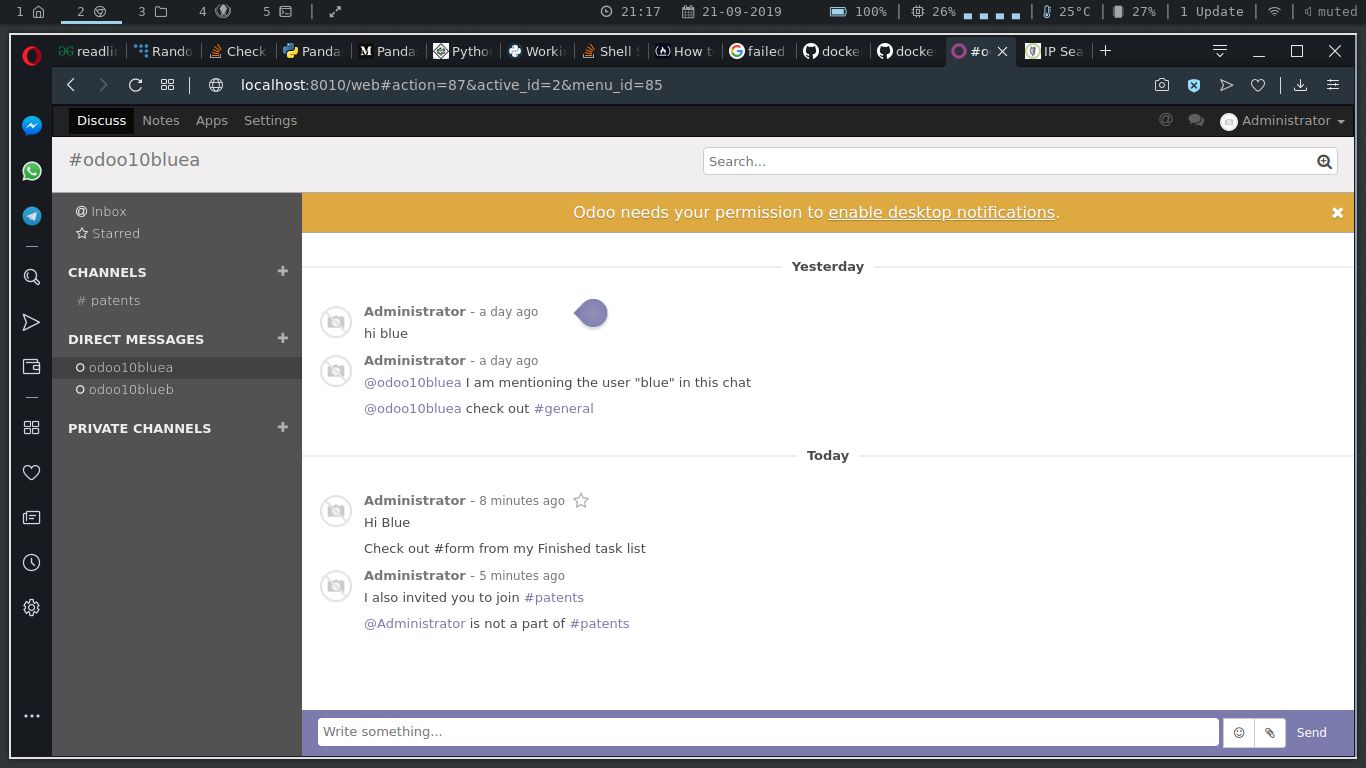 1 2 3 4 5 21:17 21-09-2019 100% 26% 25°C 27% 1 Update muted
readli Rando Check Panda Panda Pytho Worki Shell S How t failed docke docke #o IP Sea
localhost:8010/web#action=87&active_id=2&menu_id=85
Discuss Notes Apps Settings @ Administrator
#odoo10bluea Search...
Inbox
Starred
CHANNELS +
# patents
DIRECT MESSAGES +
odoo10bluea
odoo10blueb
PRIVATE CHANNELS +
Odoo needs your permission to enable desktop notifications.
Yesterday
Administrator - a day ago
hi blue
Administrator - a day ago
@odoo10bluea I am mentioning the user "blue" in this chat
@odoo10bluea check out #general
Today
Administrator - 8 minutes ago
Hi Blue
Check out #form from my Finished task list
Administrator - 5 minutes ago
I also invited you to join #patents
@Administrator is not a part of #patents
Write something... Send